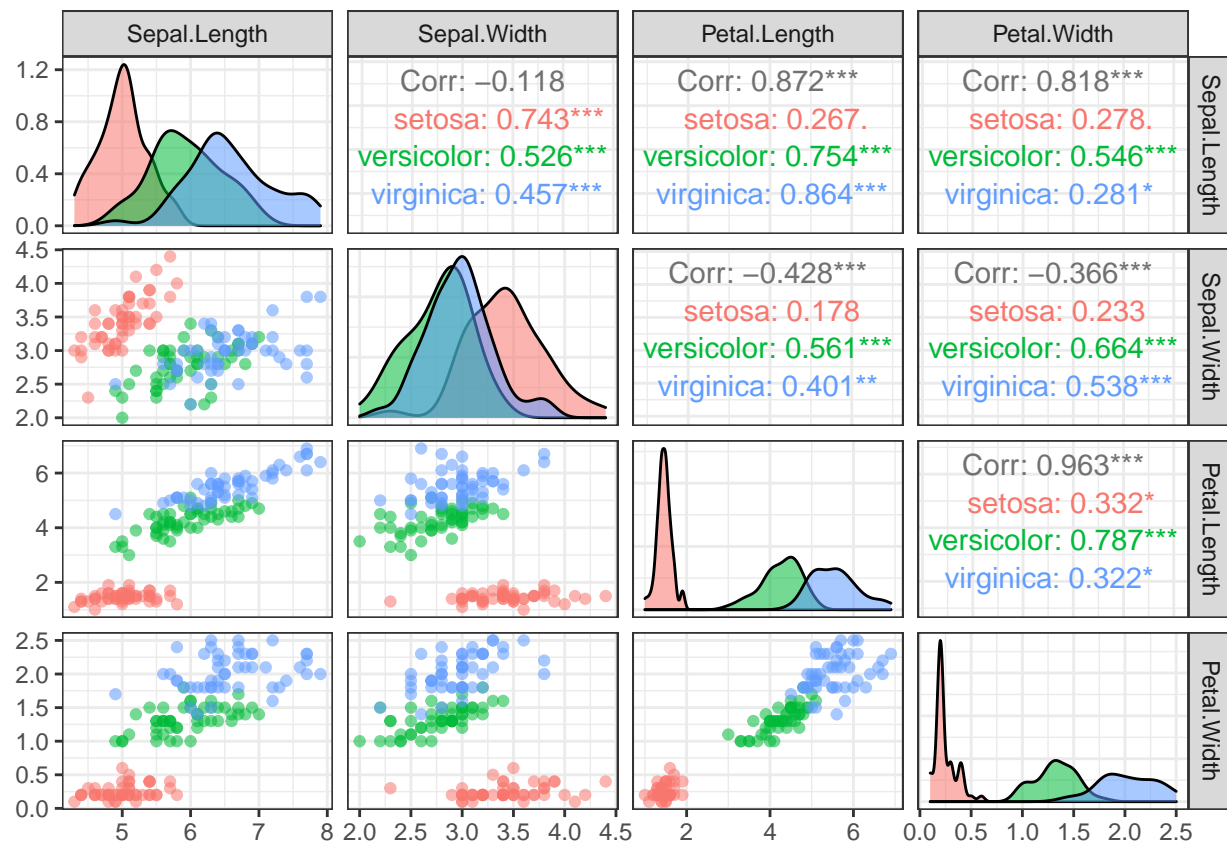 Sepal.Length
Sepal.Width
Petal.Length
Petal.Width
1.2
0.8
0.4
0.0
Corr: −0.118
setosa: 0.743***
versicolor: 0.526***
virginica: 0.457***
Corr: 0.872***
setosa: 0.267.
versicolor: 0.754***
virginica: 0.864***
Corr: 0.818***
setosa: 0.278.
versicolor: 0.546***
virginica: 0.281*
Sepal.Length
4.5
4.0
3.5
3.0
2.5
2.0
Corr: −0.428***
setosa: 0.178
versicolor: 0.561***
virginica: 0.401**
Corr: −0.366***
setosa: 0.233
versicolor: 0.664***
virginica: 0.538***
Sepal.Width
6
4
2
Corr: 0.963***
setosa: 0.332*
versicolor: 0.787***
virginica: 0.322*
Petal.Length
2.5
2.0
1.5
1.0
0.5
0.0
Petal.Width
5 6 7 8
2.0 2.5 3.0 3.5 4.0 4.5
2 4 6
0.0 0.5 1.0 1.5 2.0 2.5